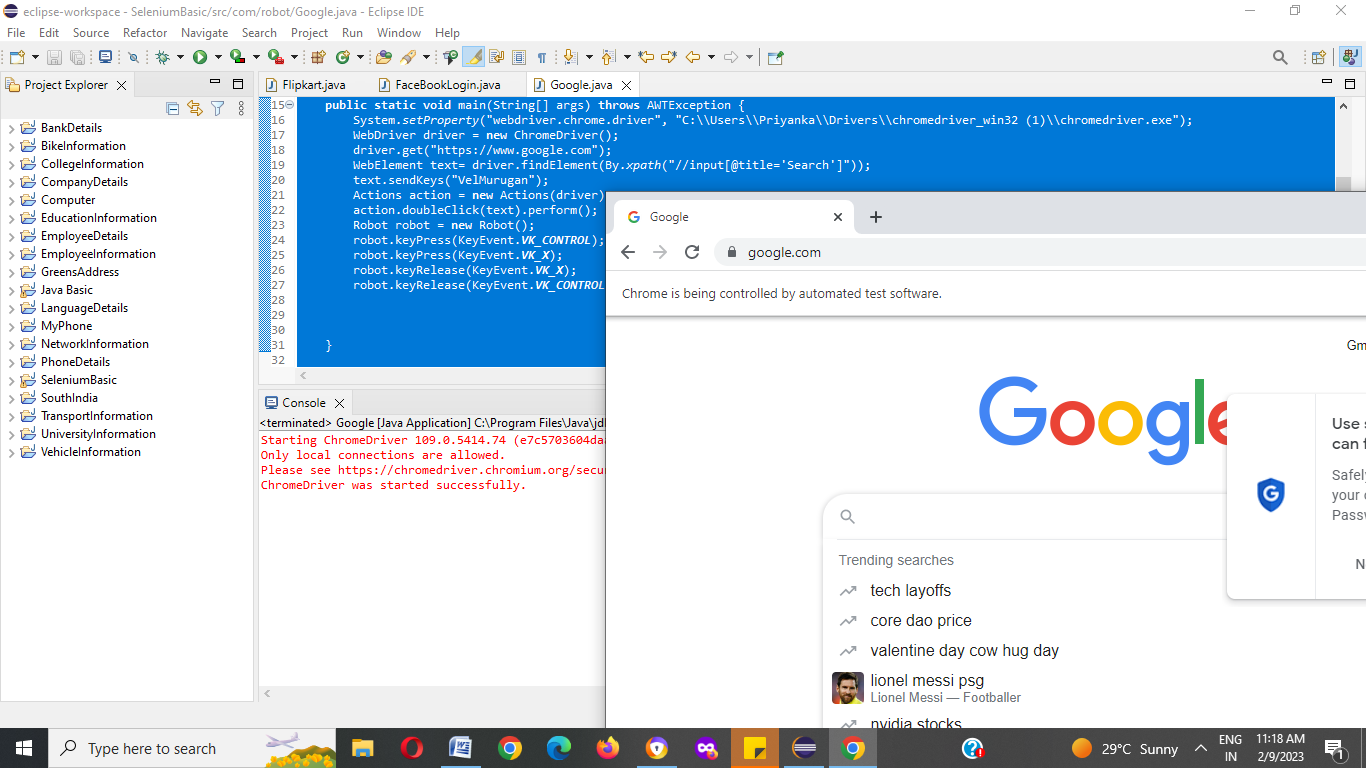 eclipse-workspace - SeleniumBasic/src/com/robot/Google.java - Eclipse IDE
File Edit Source Refactor Navigate Search Project Run Window Help
Project Explorer
Flipkart.java FaceBookLogin.java Google.java
BankDetails
BikeInformation
CollegeInformation
CompanyDetails
Computer
EducationInformation
EmployeeDetails
EmployeeInformation
GreensAddress
Java Basic
LanguageDetails
MyPhone
NetworkInformation
PhoneDetails
SeleniumBasic
SouthIndia
TransportInformation
UniversityInformation
VehicleInformation
15 public static void main(String[] args) throws AWTException {
16 System.setProperty("webdriver.chrome.driver", "C:\\Users\\Priyanka\\Drivers\\chromedriver_win32 (1)\\chromedriver.exe");
17 WebDriver driver = new ChromeDriver();
18 driver.get("https://www.google.com");
19 WebElement text= driver.findElement(By.xpath("//input[@title='Search']"));
20 text.sendKeys("VelMurugan");
21 Actions action = new Actions(driver)
22 action.doubleClick(text).perform();
23 Robot robot = new Robot();
24 robot.keyPress(KeyEvent.VK_CONTROL);
25 robot.keyPress(KeyEvent.VK_X);
26 robot.keyRelease(KeyEvent.VK_X);
27 robot.keyRelease(KeyEvent.VK_CONTROL
28
29
30
31 }
32
Console
<terminated> Google [Java Application] C:\Program Files\Java\jd
Starting ChromeDriver 109.0.5414.74 (e7c5703604da
Only local connections are allowed.
Please see https://chromedriver.chromium.org/secu
ChromeDriver was started successfully.
Google
google.com
Chrome is being controlled by automated test software.
Gm
Google
Use s
can f
Safely
your
Passw
N
Trending searches
tech layoffs
core dao price
valentine day cow hug day
lionel messi psg
Lionel Messi — Footballer
nvidia stocks
Type here to search
29°C Sunny
ENG
IN
11:18 AM
2/9/2023
1